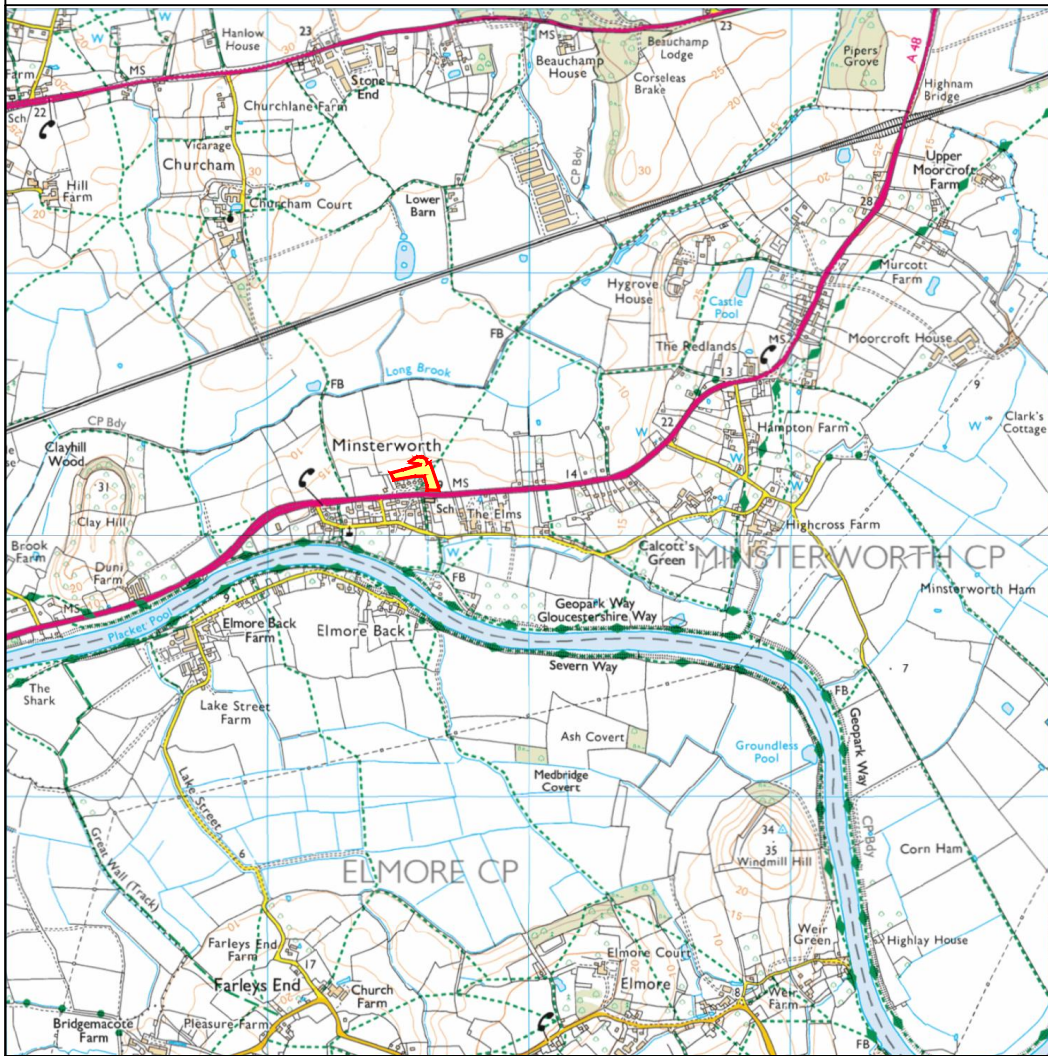 Hanlow
House
23
MS
23
W
Farm
MS
Stone
End
Beauchamp
House
Beauchamp
Lodge
Corseleas
Brake
Pipers
Grove
A 48
Highnam
Bridge
Sch
22
Churchlane Farm
Vicarage
Churcham
CP Bdy
30
Upper
Moorcroft
Farm
Hill
Farm
Churcham Court
Lower
Barn
28
Hygrove
House
Castle
Pool
Murcott
Farm
FB
The Redlands
MS
Moorcroft House
Long Brook
13
9
FB
CP Bdy
22
Clark's
Cottage
Clayhill
Wood
Minsterworth
W
Hampton Farm
31
MS
14
W
W
Clay Hill
Sch
The Elms
Highcross Farm
Brook
Farm
W
Calcott's
Green
MINSTERWORTH CP
Duni
Farm
FB
Minsterworth Ham
MS
9
Geopark Way
Gloucestershire Way
Placket Pool
Elmore Back
Farm
Elmore Back
Severn Way
7
The
Shark
FB
Lake Street
Farm
Ash Covert
Geopark Way
Groundless
Pool
Medbridge
Covert
Lake Street
34
35
Windmill Hill
CP Bdy
Corn Ham
6
Great Wall (Track)
ELMORE CP
Weir
Green
Farleys End
Farm
Highlay House
Elmore Court
17
Farleys End
Church
Farm
Elmore
8
Weir
Farm
Bridgemacote
Farm
Pleasure Farm
FB